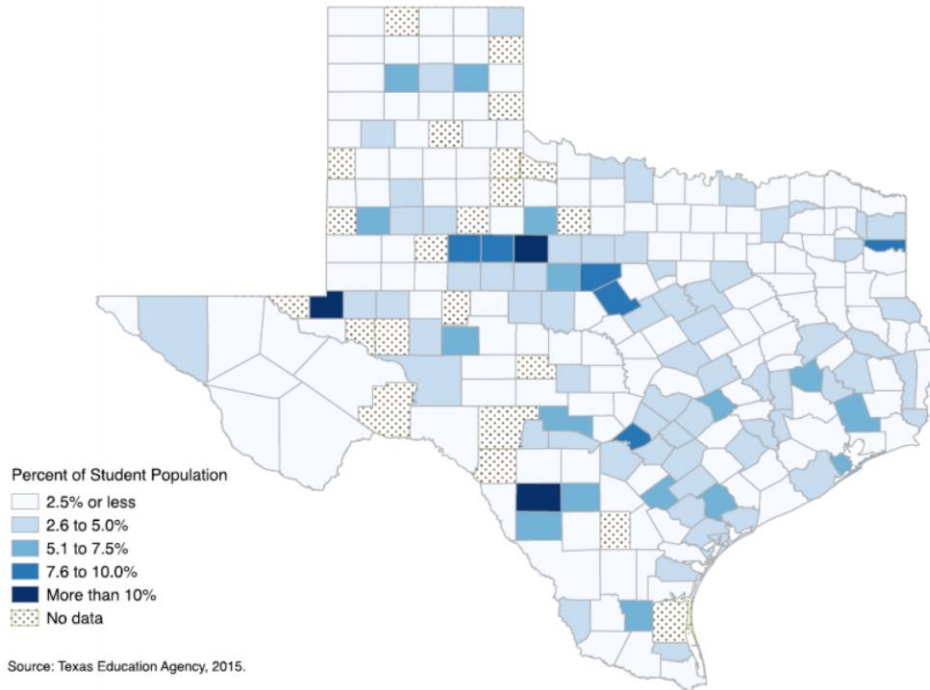 Percent of Student Population
2.5% or less
2.6 to 5.0%
5.1 to 7.5%
7.6 to 10.0%
More than 10%
No data
Source: Texas Education Agency, 2015.